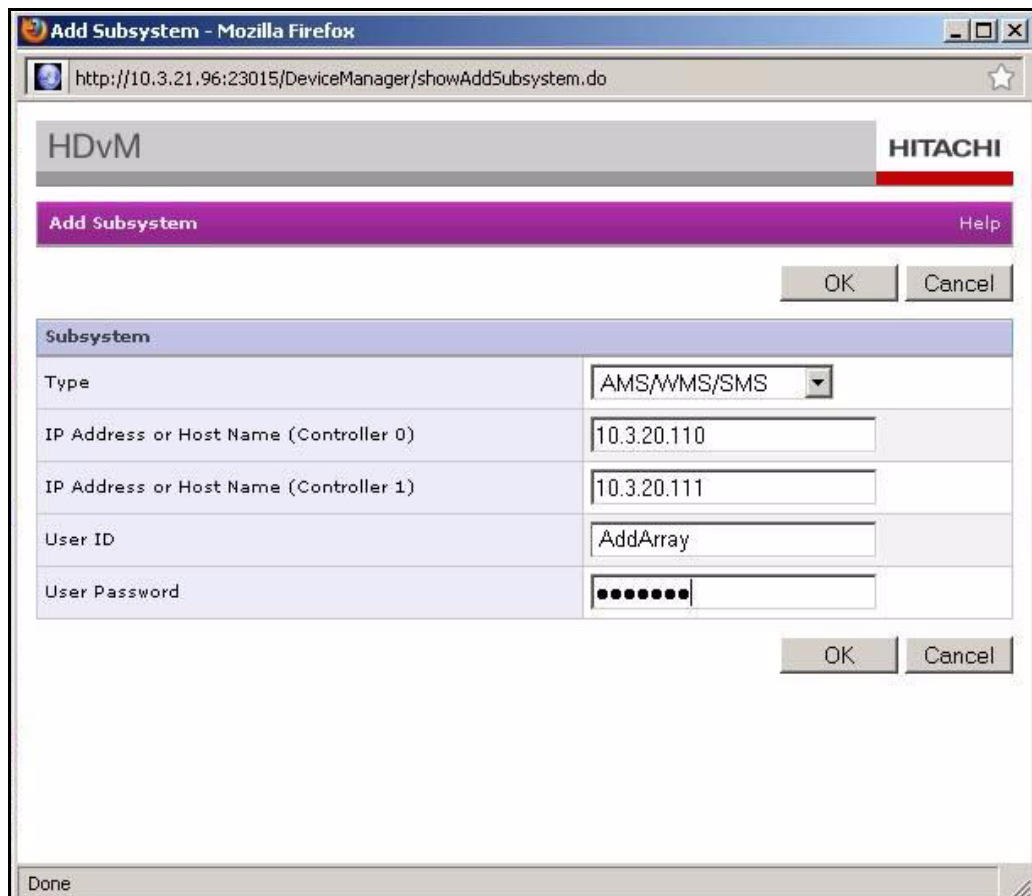 Add Subsystem - Mozilla Firefox
http://10.3.21.96:23015/DeviceManager/showAddSubsystem.do
HDvM
HITACHI
Add Subsystem Help
OK Cancel
Subsystem
Type AMS/WMS/SMS
IP Address or Host Name (Controller 0) 10.3.20.110
IP Address or Host Name (Controller 1) 10.3.20.111
User ID AddArray
User Password ●●●●●●●
OK Cancel
Done